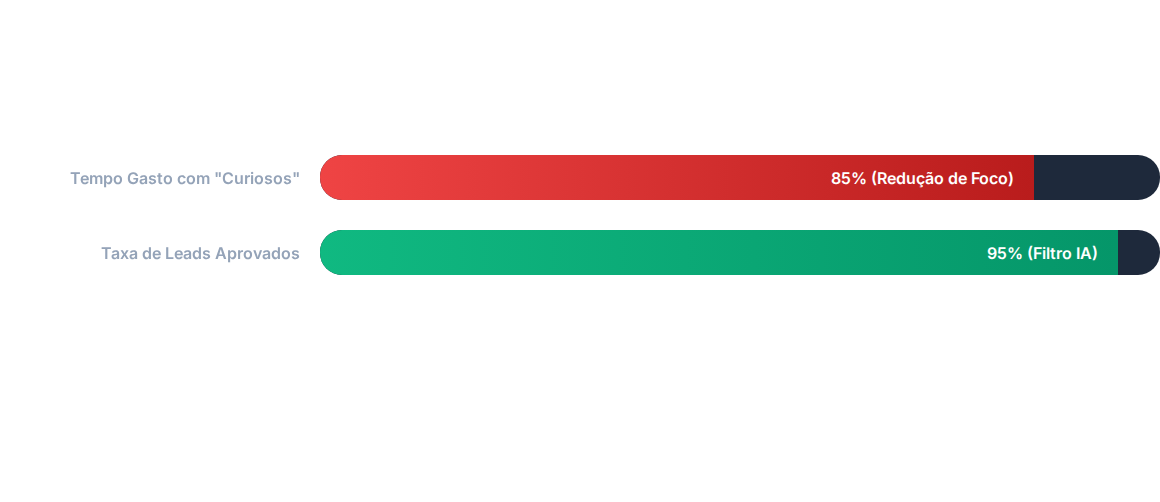 Tempo Gasto com "Curiosos"
85% (Redução de Foco)
Taxa de Leads Aprovados
95% (Filtro IA)